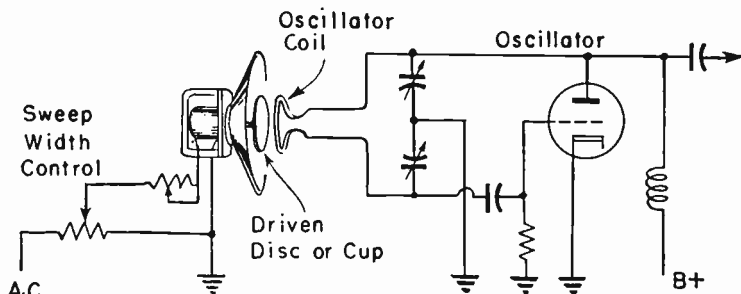 Oscillator
Coil
Oscillator
Sweep
Width
Control
Driven
Disc or Cup
A.C.
B+